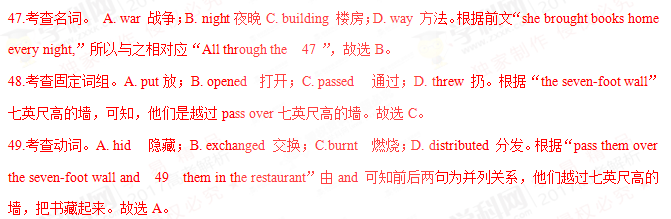 47.考查名词。 A. war 战争；B. night夜晚 C. building 楼房；D. way 方法。根据前文“she brought books home
every night,” 所以与之相对应 “All through the 47 ”，故选 B。
48.考查固定词组。A. put 放；B. opened 打开；C. passed 通过；D. threw 扔。根据 “the seven-foot wall”
七英尺高的墙，可知，他们是越过 pass over 七英尺高的墙。故选 C。
49.考查动词。A. hid 隐藏；B. exchanged 交换；C.burnt 燃烧；D. distributed 分发。根据“pass them over
the seven-foot wall and 49 them in the restaurant” 由 and 可知前后两句为并列关系，他们越过七英尺高的
墙，把书藏起来。故选 A。